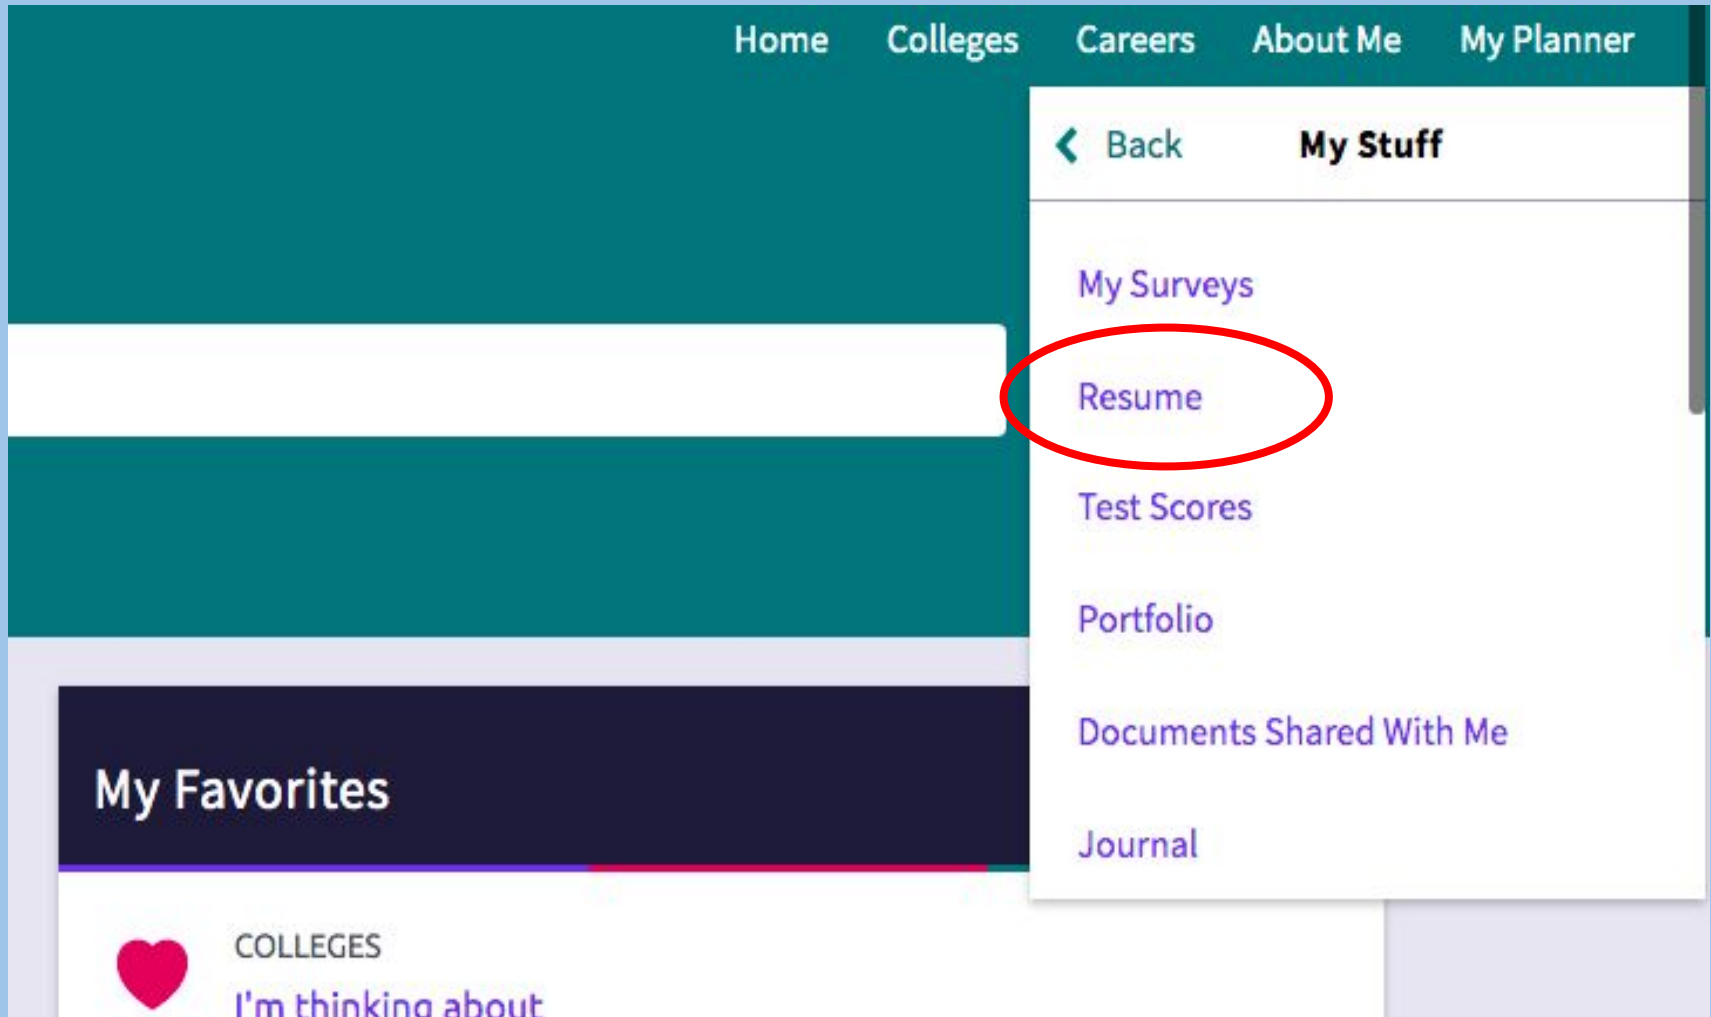 Home Colleges Careers About Me My Planner
Back My Stuff
My Surveys
Resume
Test Scores
Portfolio
Documents Shared With Me
Journal
My Favorites
COLLEGES
I'm thinking about